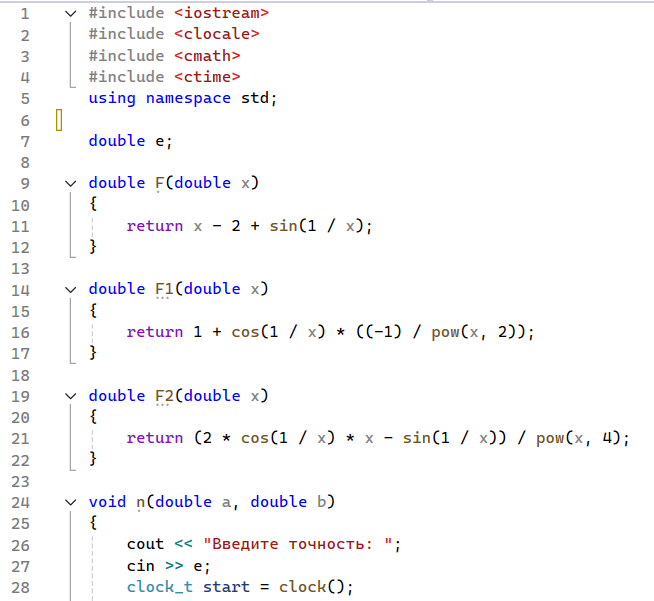 1 #include <iostream>
2 #include <clocale>
3 #include <cmath>
4 #include <ctime>
5 using namespace std;
6
7 double e;
8
9 double F(double x)
10 {
11 return x - 2 + sin(1 / x);
12 }
13
14 double F1(double x)
15 {
16 return 1 + cos(1 / x) * ((-1) / pow(x, 2));
17 }
18
19 double F2(double x)
20 {
21 return (2 * cos(1 / x) * x - sin(1 / x)) / pow(x, 4);
22 }
23
24 void n(double a, double b)
25 {
26 cout << "Введите точность: ";
27 cin >> e;
28 clock_t start = clock();